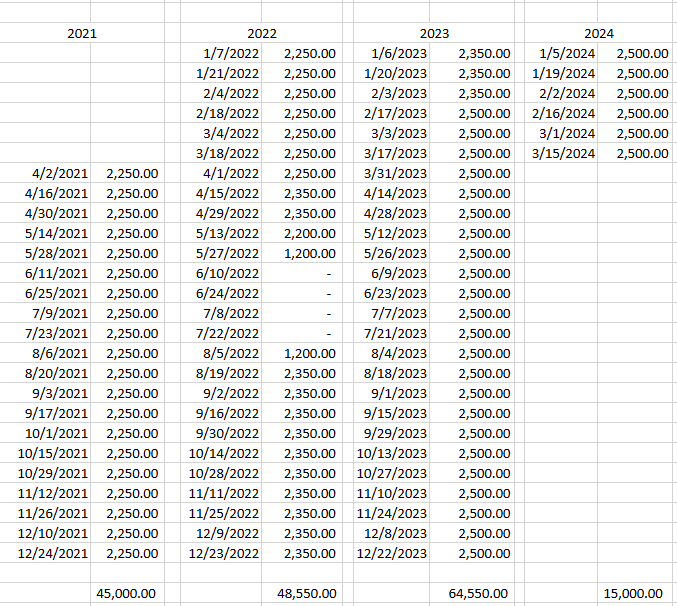 2021 2022 2023 2024
1/7/2022 2,250.00 1/6/2023 2,350.00 1/5/2024 2,500.00
1/21/2022 2,250.00 1/20/2023 2,350.00 1/19/2024 2,500.00
2/4/2022 2,250.00 2/3/2023 2,350.00 2/2/2024 2,500.00
2/18/2022 2,250.00 2/17/2023 2,500.00 2/16/2024 2,500.00
3/4/2022 2,250.00 3/3/2023 2,500.00 3/1/2024 2,500.00
3/18/2022 2,250.00 3/17/2023 2,500.00 3/15/2024 2,500.00
4/2/2021 2,250.00 4/1/2022 2,250.00 3/31/2023 2,500.00
4/16/2021 2,250.00 4/15/2022 2,350.00 4/14/2023 2,500.00
4/30/2021 2,250.00 4/29/2022 2,350.00 4/28/2023 2,500.00
5/14/2021 2,250.00 5/13/2022 2,200.00 5/12/2023 2,500.00
5/28/2021 2,250.00 5/27/2022 1,200.00 5/26/2023 2,500.00
6/11/2021 2,250.00 6/10/2022 - 6/9/2023 2,500.00
6/25/2021 2,250.00 6/24/2022 - 6/23/2023 2,500.00
7/9/2021 2,250.00 7/8/2022 - 7/7/2023 2,500.00
7/23/2021 2,250.00 7/22/2022 - 7/21/2023 2,500.00
8/6/2021 2,250.00 8/5/2022 1,200.00 8/4/2023 2,500.00
8/20/2021 2,250.00 8/19/2022 2,350.00 8/18/2023 2,500.00
9/3/2021 2,250.00 9/2/2022 2,350.00 9/1/2023 2,500.00
9/17/2021 2,250.00 9/16/2022 2,350.00 9/15/2023 2,500.00
10/1/2021 2,250.00 9/30/2022 2,350.00 9/29/2023 2,500.00
10/15/2021 2,250.00 10/14/2022 2,350.00 10/13/2023 2,500.00
10/29/2021 2,250.00 10/28/2022 2,350.00 10/27/2023 2,500.00
11/12/2021 2,250.00 11/11/2022 2,350.00 11/10/2023 2,500.00
11/26/2021 2,250.00 11/25/2022 2,350.00 11/24/2023 2,500.00
12/10/2021 2,250.00 12/9/2022 2,350.00 12/8/2023 2,500.00
12/24/2021 2,250.00 12/23/2022 2,350.00 12/22/2023 2,500.00
45,000.00 48,550.00 64,550.00 15,000.00